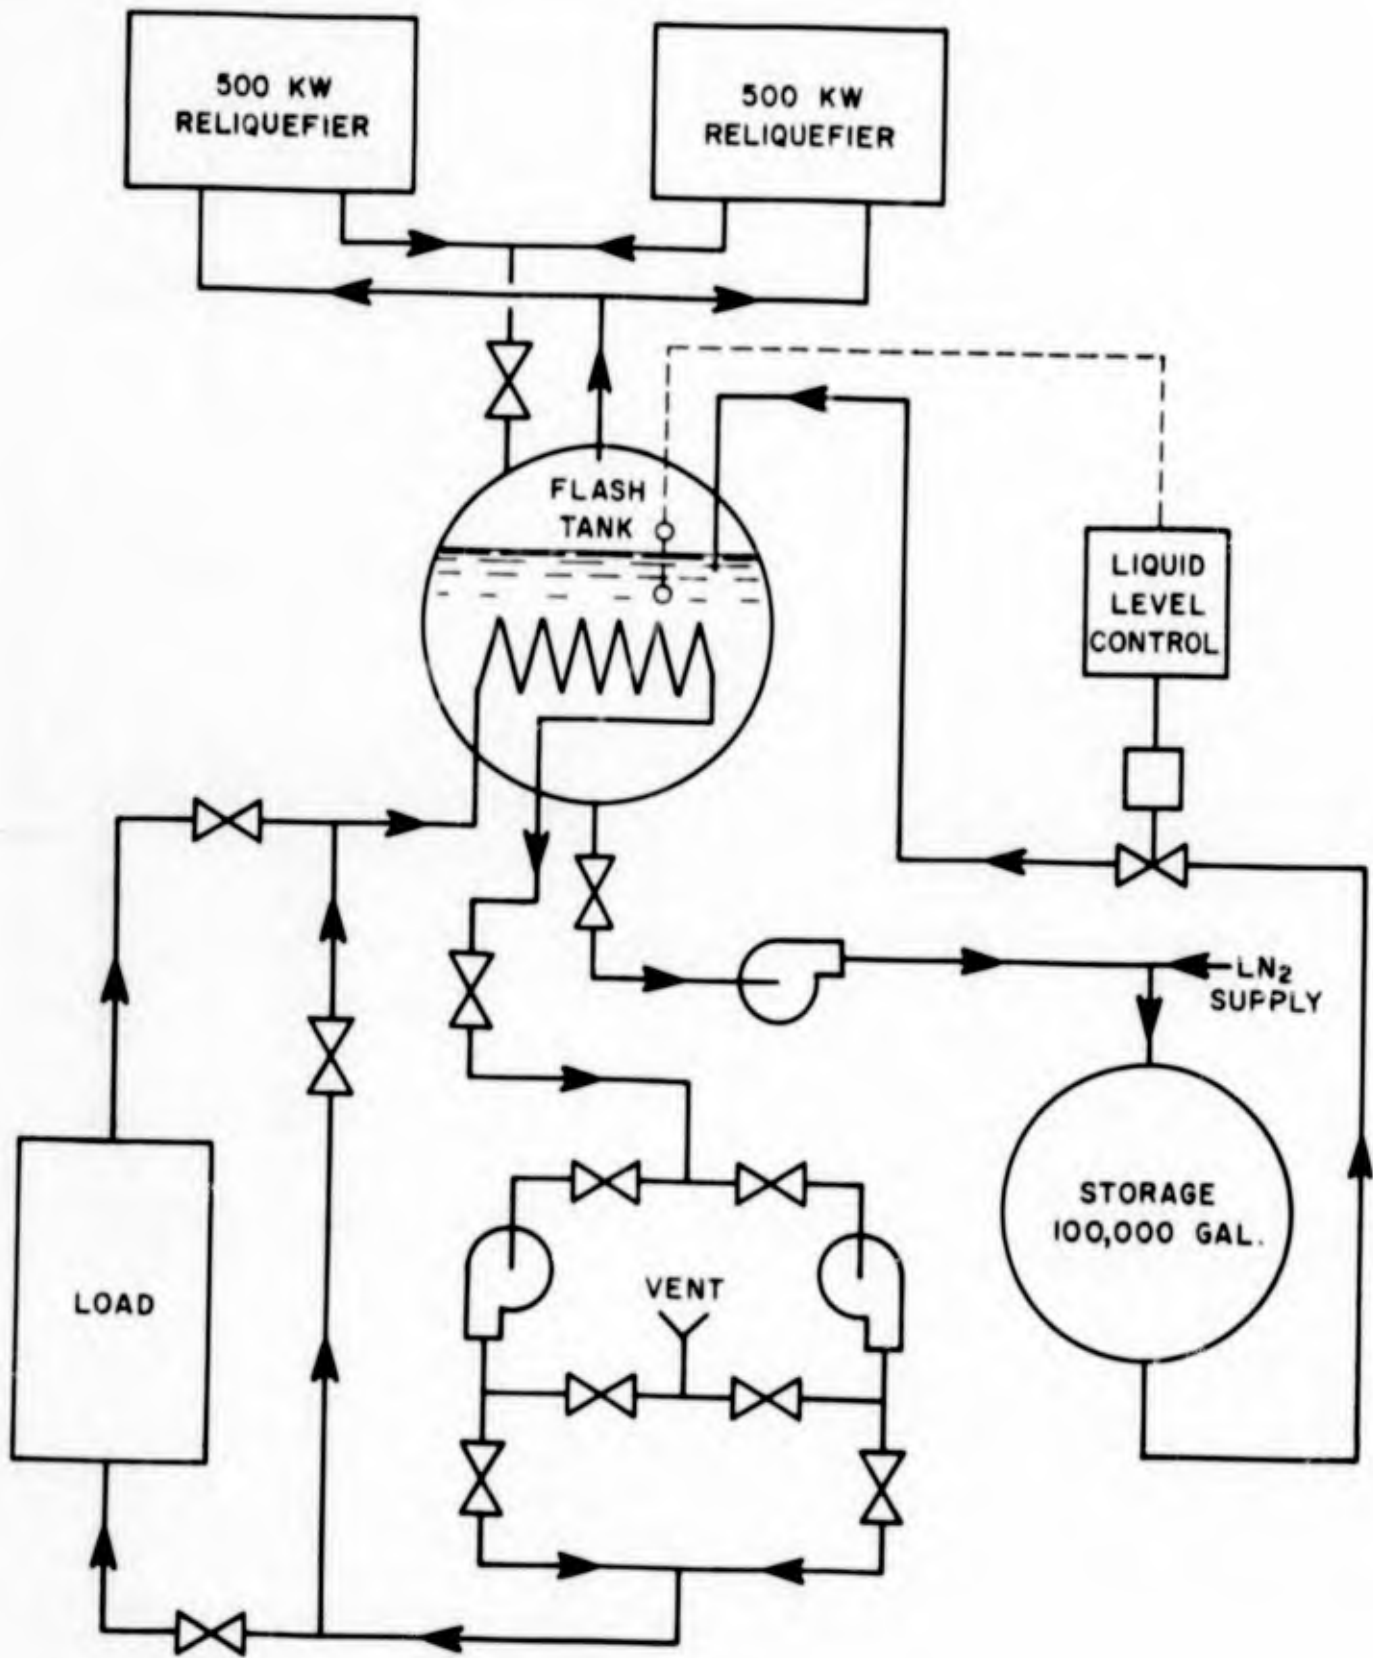 500 KW
RELIQUEFIER
500 KW
RELIQUEFIER
FLASH
TANK
LIQUID
LEVEL
CONTROL
LN₂
SUPPLY
STORAGE
100,000 GAL.
VENT
LOAD